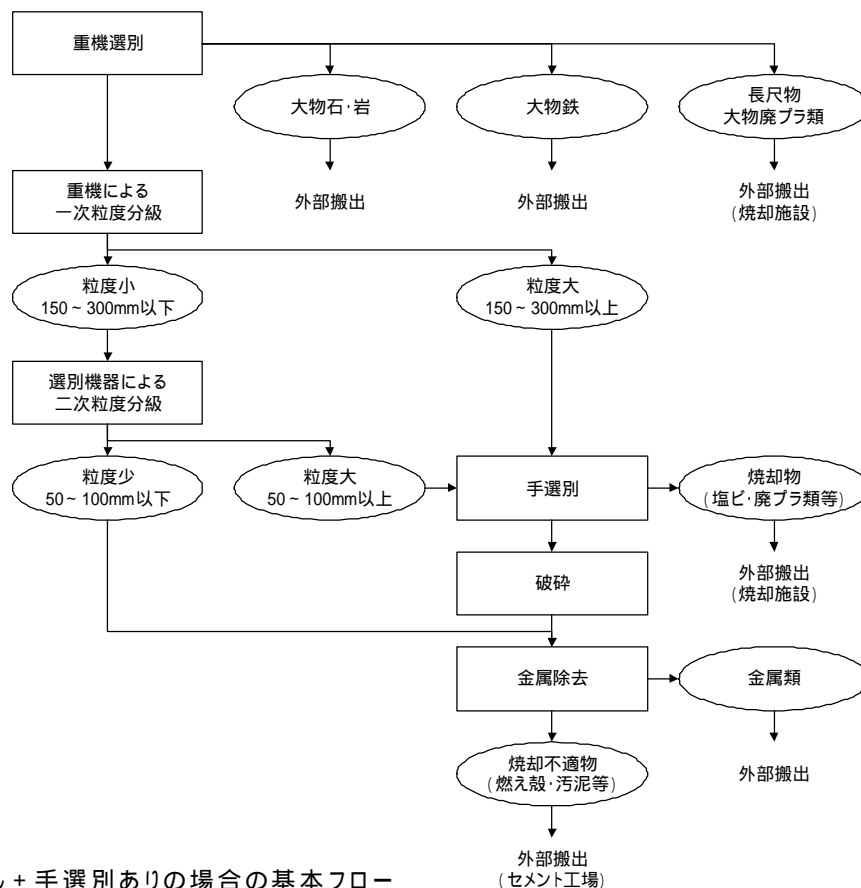 重機選別
大物石・岩
大物鉄
長尺物
大物廃プラ類
外部搬出
外部搬出
外部搬出
(焼却施設)
重機による
一次粒度分級
粒度小
150~300mm以下
粒度大
150~300mm以上
選別機器による
二次粒度分級
粒度少
50~100mm以下
粒度大
50~100mm以上
手選別
焼却物
(塩ビ・廃プラ類等)
外部搬出
(焼却施設)
破砕
金属除去
金属類
外部搬出
焼却不適物
(燃え殻・汚泥等)
外部搬出
(セメント工場)
+手選別ありの場合の基本フロー